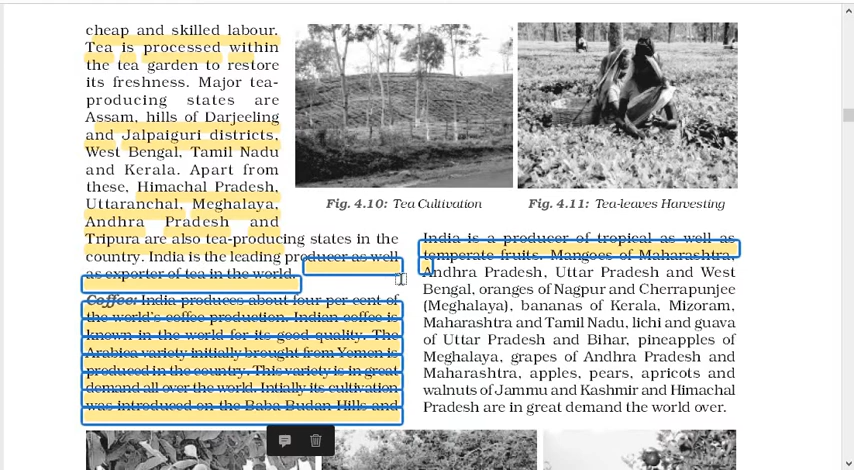 cheap and skilled labour.
Tea is processed within
the tea garden to restore
its freshness. Major tea-
producing states are
Assam, hills of Darjeeling
and Jalpaiguri districts,
West Bengal, Tamil Nadu
and Kerala. Apart from
these, Himachal Pradesh,
Uttaranchal, Meghalaya,
Andhra Pradesh and
Tripura are also tea-producing states in the
country. India is the leading producer as well
as exporter of tea in the world.
Coffee: India produces about four per cent of
the world's coffee production. Indian coffee is
known in the world for its good quality. The
Arabica variety initially brought from Yemen is
produced in the country. This variety is in great
demand all over the world. Intially its cultivation
was introduced on the Baba Budan Hills and
Fig. 4.10: Tea Cultivation
Fig. 4.11: Tea-leaves Harvesting
India is a producer of tropical as well as
temperate fruits. Mangoes of Maharashtra,
Andhra Pradesh, Uttar Pradesh and West
Bengal, oranges of Nagpur and Cherrapunjee
(Meghalaya), bananas of Kerala, Mizoram,
Maharashtra and Tamil Nadu, lichi and guava
of Uttar Pradesh and Bihar, pineapples of
Meghalaya, grapes of Andhra Pradesh and
Maharashtra, apples, pears, apricots and
walnuts of Jammu and Kashmir and Himachal
Pradesh are in great demand the world over.